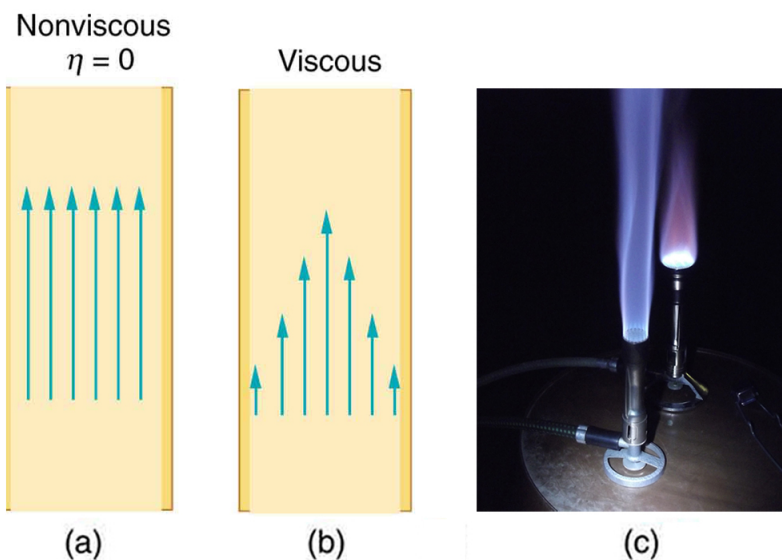 Nonviscous
η = 0
Viscous
(a)
(b)
(c)